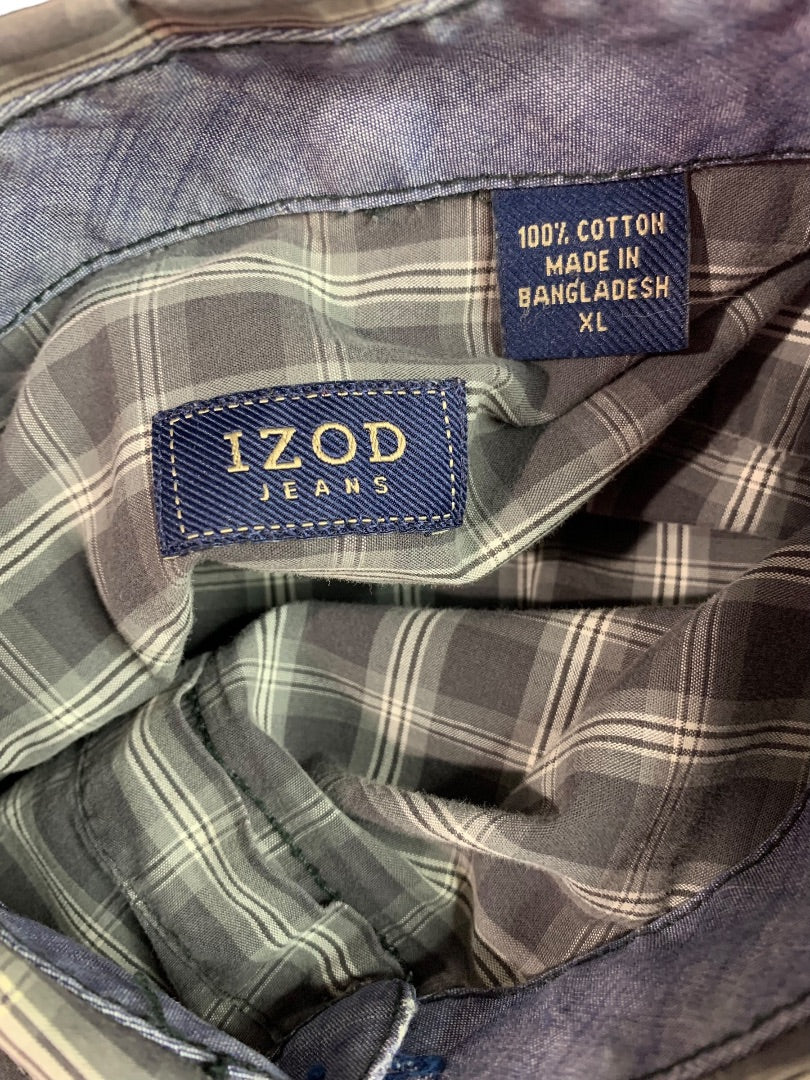 100% COTTON
MADE IN
BANGLADESH
XL
IZOD
JEANS